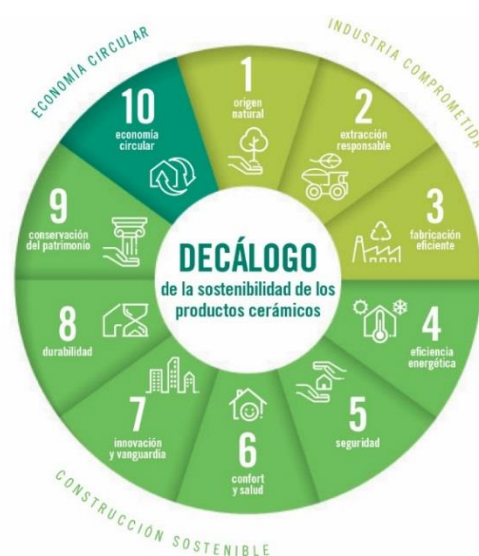 ECONOMÍA CIRCULAR
INDUSTRIA COMPROMETIDA
1
origen
natural
2
extracción
responsable
3
fabricación
eficiente
4
eficiencia
energética
5
seguridad
6
confort
y salud
7
innovación
y vanguardia
8
durabilidad
9
conservación
del patrimonio
10
economía
circular
DECÁLOGO
de la sostenibilidad de los
productos cerámicos
CONSTRUCCIÓN SOSTENIBLE